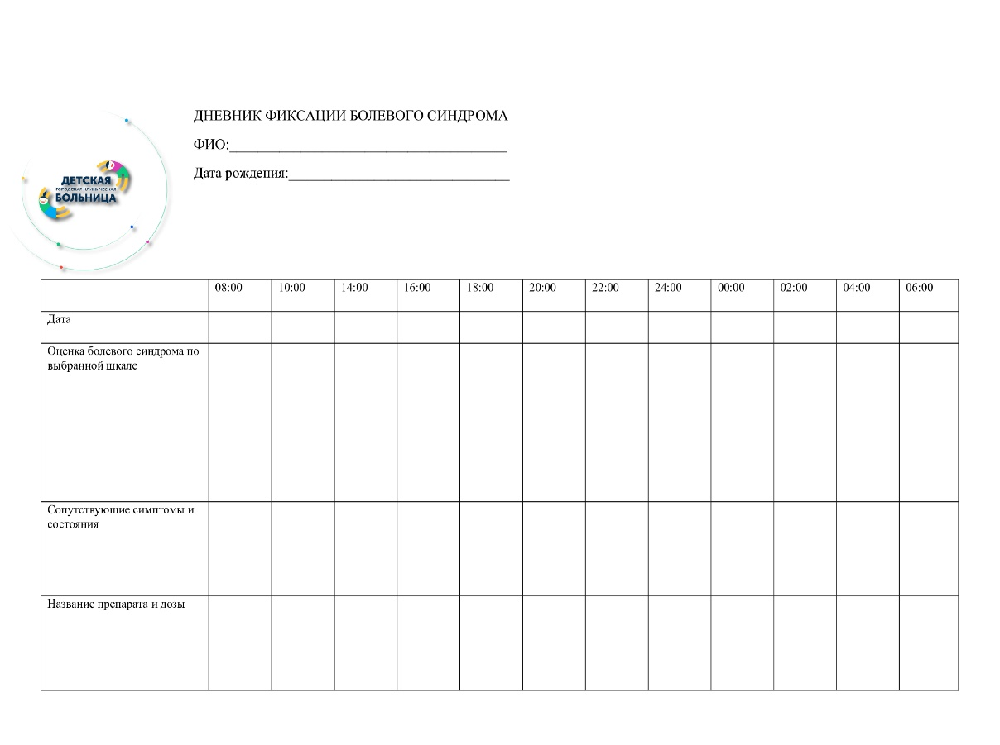 ДНЕВНИК ФИКСАЦИИ БОЛЕВОГО СИНДРОМА
ФИО:________________________________________
Дата рождения:________________________________
ДЕТСКАЯ
ГОРОДСКАЯ КЛИНИЧЕСКАЯ
БОЛЬНИЦА
08:00 10:00 14:00 16:00 18:00 20:00 22:00 24:00 00:00 02:00 04:00 06:00
Дата
Оценка болевого синдрома по
выбранной шкале
Сопутствующие симптомы и
состояния
Название препарата и дозы